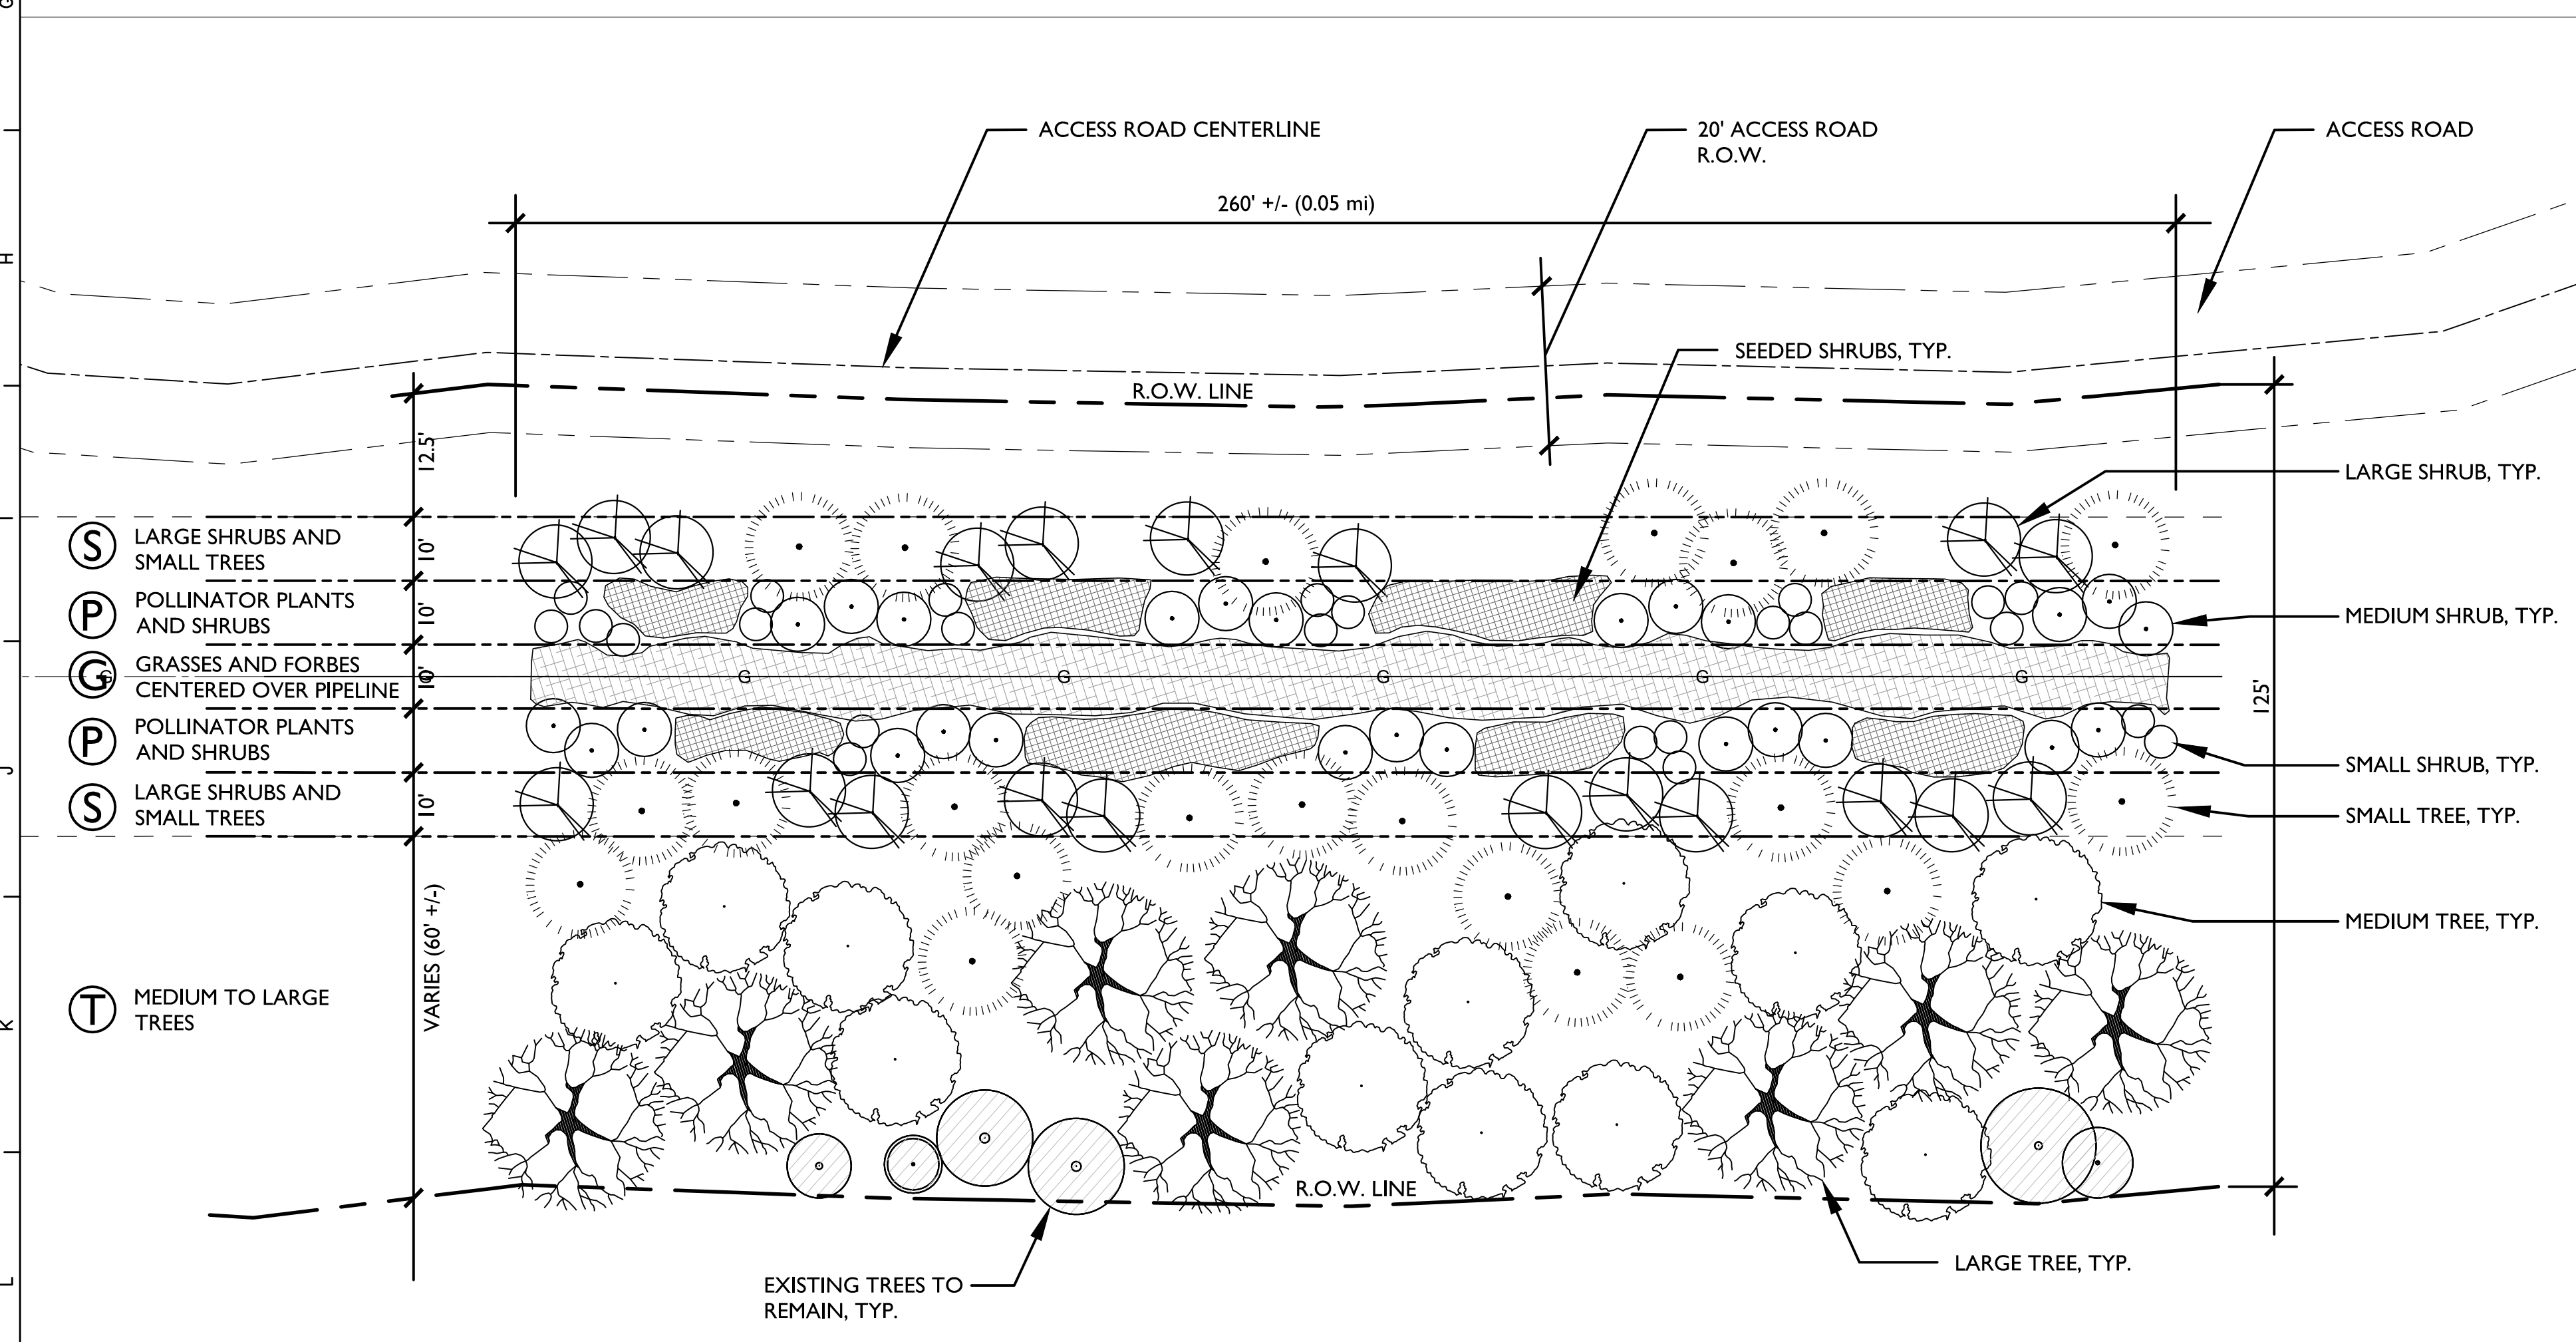 G
H
J
K
L
ACCESS ROAD CENTERLINE
20' ACCESS ROAD
R.O.W.
ACCESS ROAD
260' +/- (0.05 mi)
SEEDED SHRUBS, TYP.
R.O.W. LINE
12.5'
LARGE SHRUB, TYP.
S
LARGE SHRUBS AND
SMALL TREES
10'
P
POLLINATOR PLANTS
AND SHRUBS
10'
MEDIUM SHRUB, TYP.
G
GRASSES AND FORBES
CENTERED OVER PIPELINE
10'
G G G G G G G
125'
P
POLLINATOR PLANTS
AND SHRUBS
SMALL SHRUB, TYP.
S
LARGE SHRUBS AND
SMALL TREES
10'
SMALL TREE, TYP.
MEDIUM TREE, TYP.
VARIES (60' +/-)
T
MEDIUM TO LARGE
TREES
R.O.W. LINE
EXISTING TREES TO
REMAIN, TYP.
LARGE TREE, TYP.